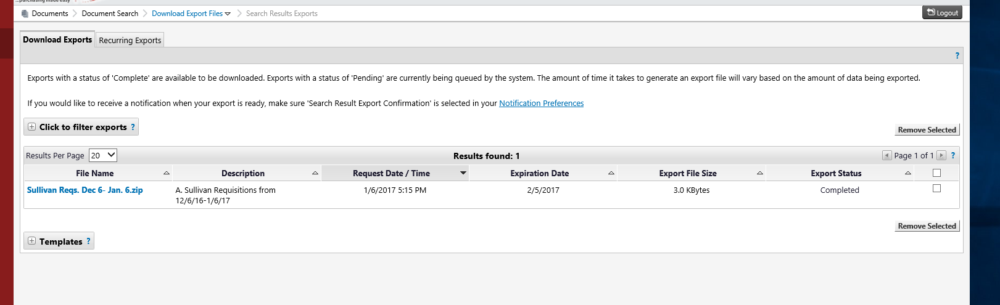 ...purchasing made easy
Documents Document Search Download Export Files Search Results Exports
Logout
Download Exports Recurring Exports
?
Exports with a status of 'Complete' are available to be downloaded. Exports with a status of 'Pending' are currently being queued by the system. The amount of time it takes to generate an export file will vary based on the amount of data being exported.
If you would like to receive a notification when your export is ready, make sure 'Search Result Export Confirmation' is selected in your Notification Preferences
Click to filter exports ?
Remove Selected
Results Per Page 20 Results found: 1 Page 1 of 1 ?
File Name Description Request Date / Time Expiration Date Export File Size Export Status
Sullivan Reqs. Dec 6- Jan. 6.zip A. Sullivan Requisitions from 1/6/2017 5:15 PM 2/5/2017 3.0 KBytes Completed
12/6/16-1/6/17
Remove Selected
Templates ?